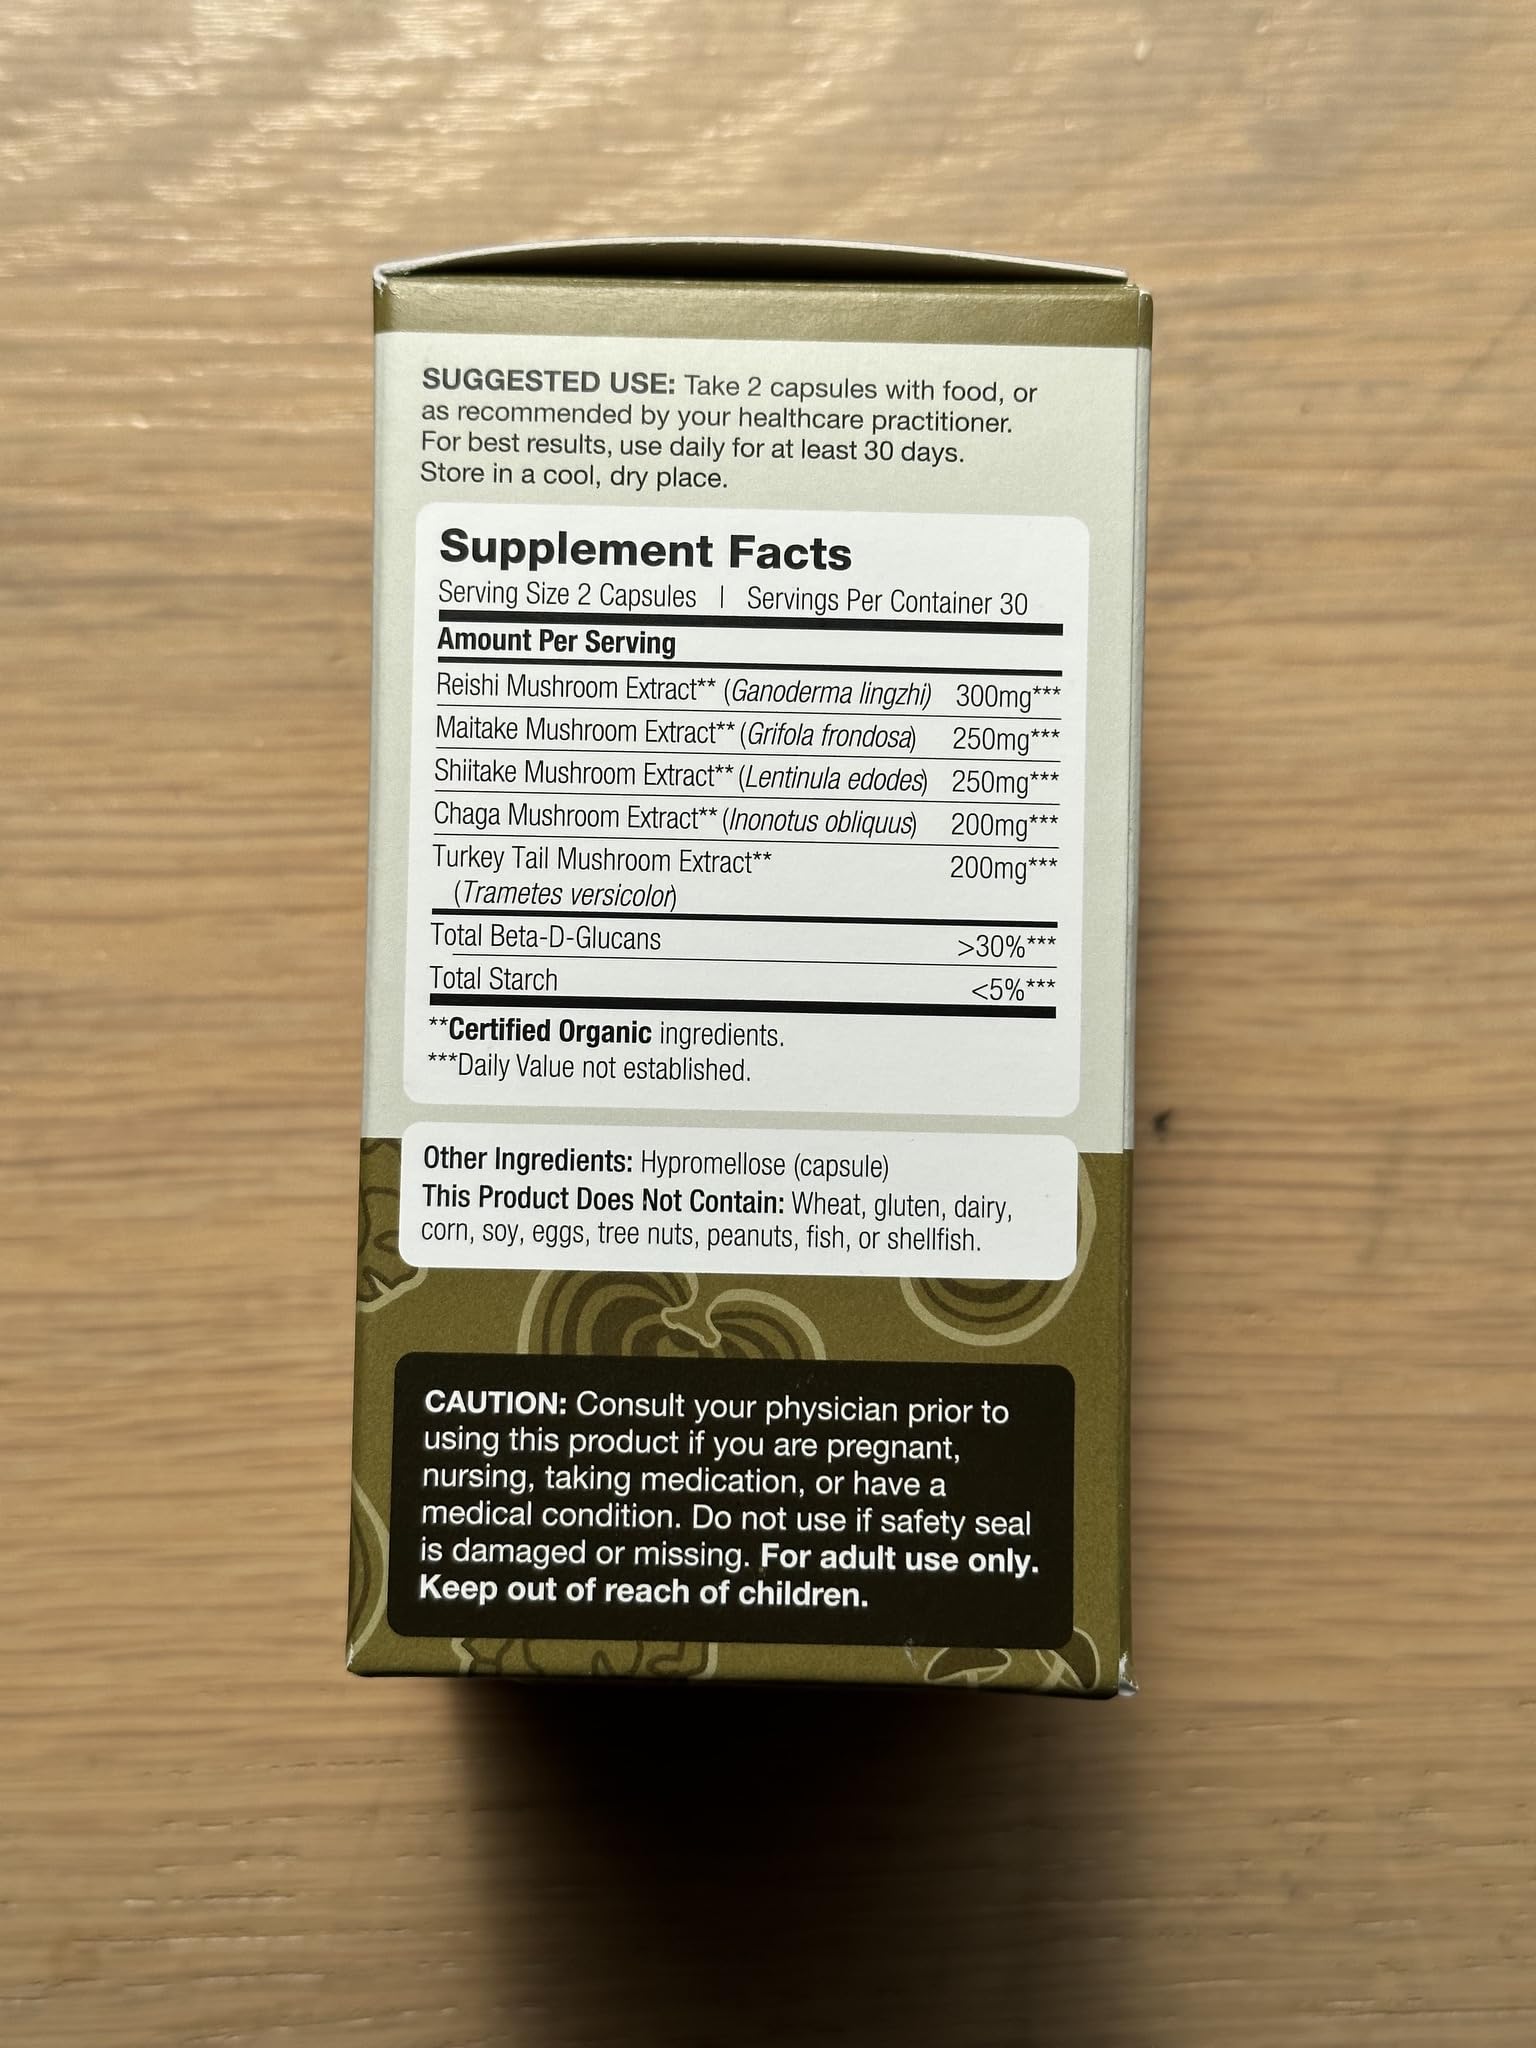 SUGGESTED USE: Take 2 capsules with food, or
as recommended by your healthcare practitioner.
For best results, use daily for at least 30 days.
Store in a cool, dry place.
Supplement Facts
Serving Size 2 Capsules | Servings Per Container 30
Amount Per Serving
Reishi Mushroom Extract** (Ganoderma lingzhi) 300mg***
Maitake Mushroom Extract** (Grifola frondosa) 250mg***
Shiitake Mushroom Extract** (Lentinula edodes) 250mg***
Chaga Mushroom Extract** (Inonotus obliquus) 200mg***
Turkey Tail Mushroom Extract** 200mg***
(Trametes versicolor)
Total Beta-D-Glucans >30%***
Total Starch <5%***
**Certified Organic ingredients.
***Daily Value not established.
Other Ingredients: Hypromellose (capsule)
This Product Does Not Contain: Wheat, gluten, dairy,
corn, soy, eggs, tree nuts, peanuts, fish, or shellfish.
CAUTION: Consult your physician prior to
using this product if you are pregnant,
nursing, taking medication, or have a
medical condition. Do not use if safety seal
is damaged or missing. For adult use only.
Keep out of reach of children.